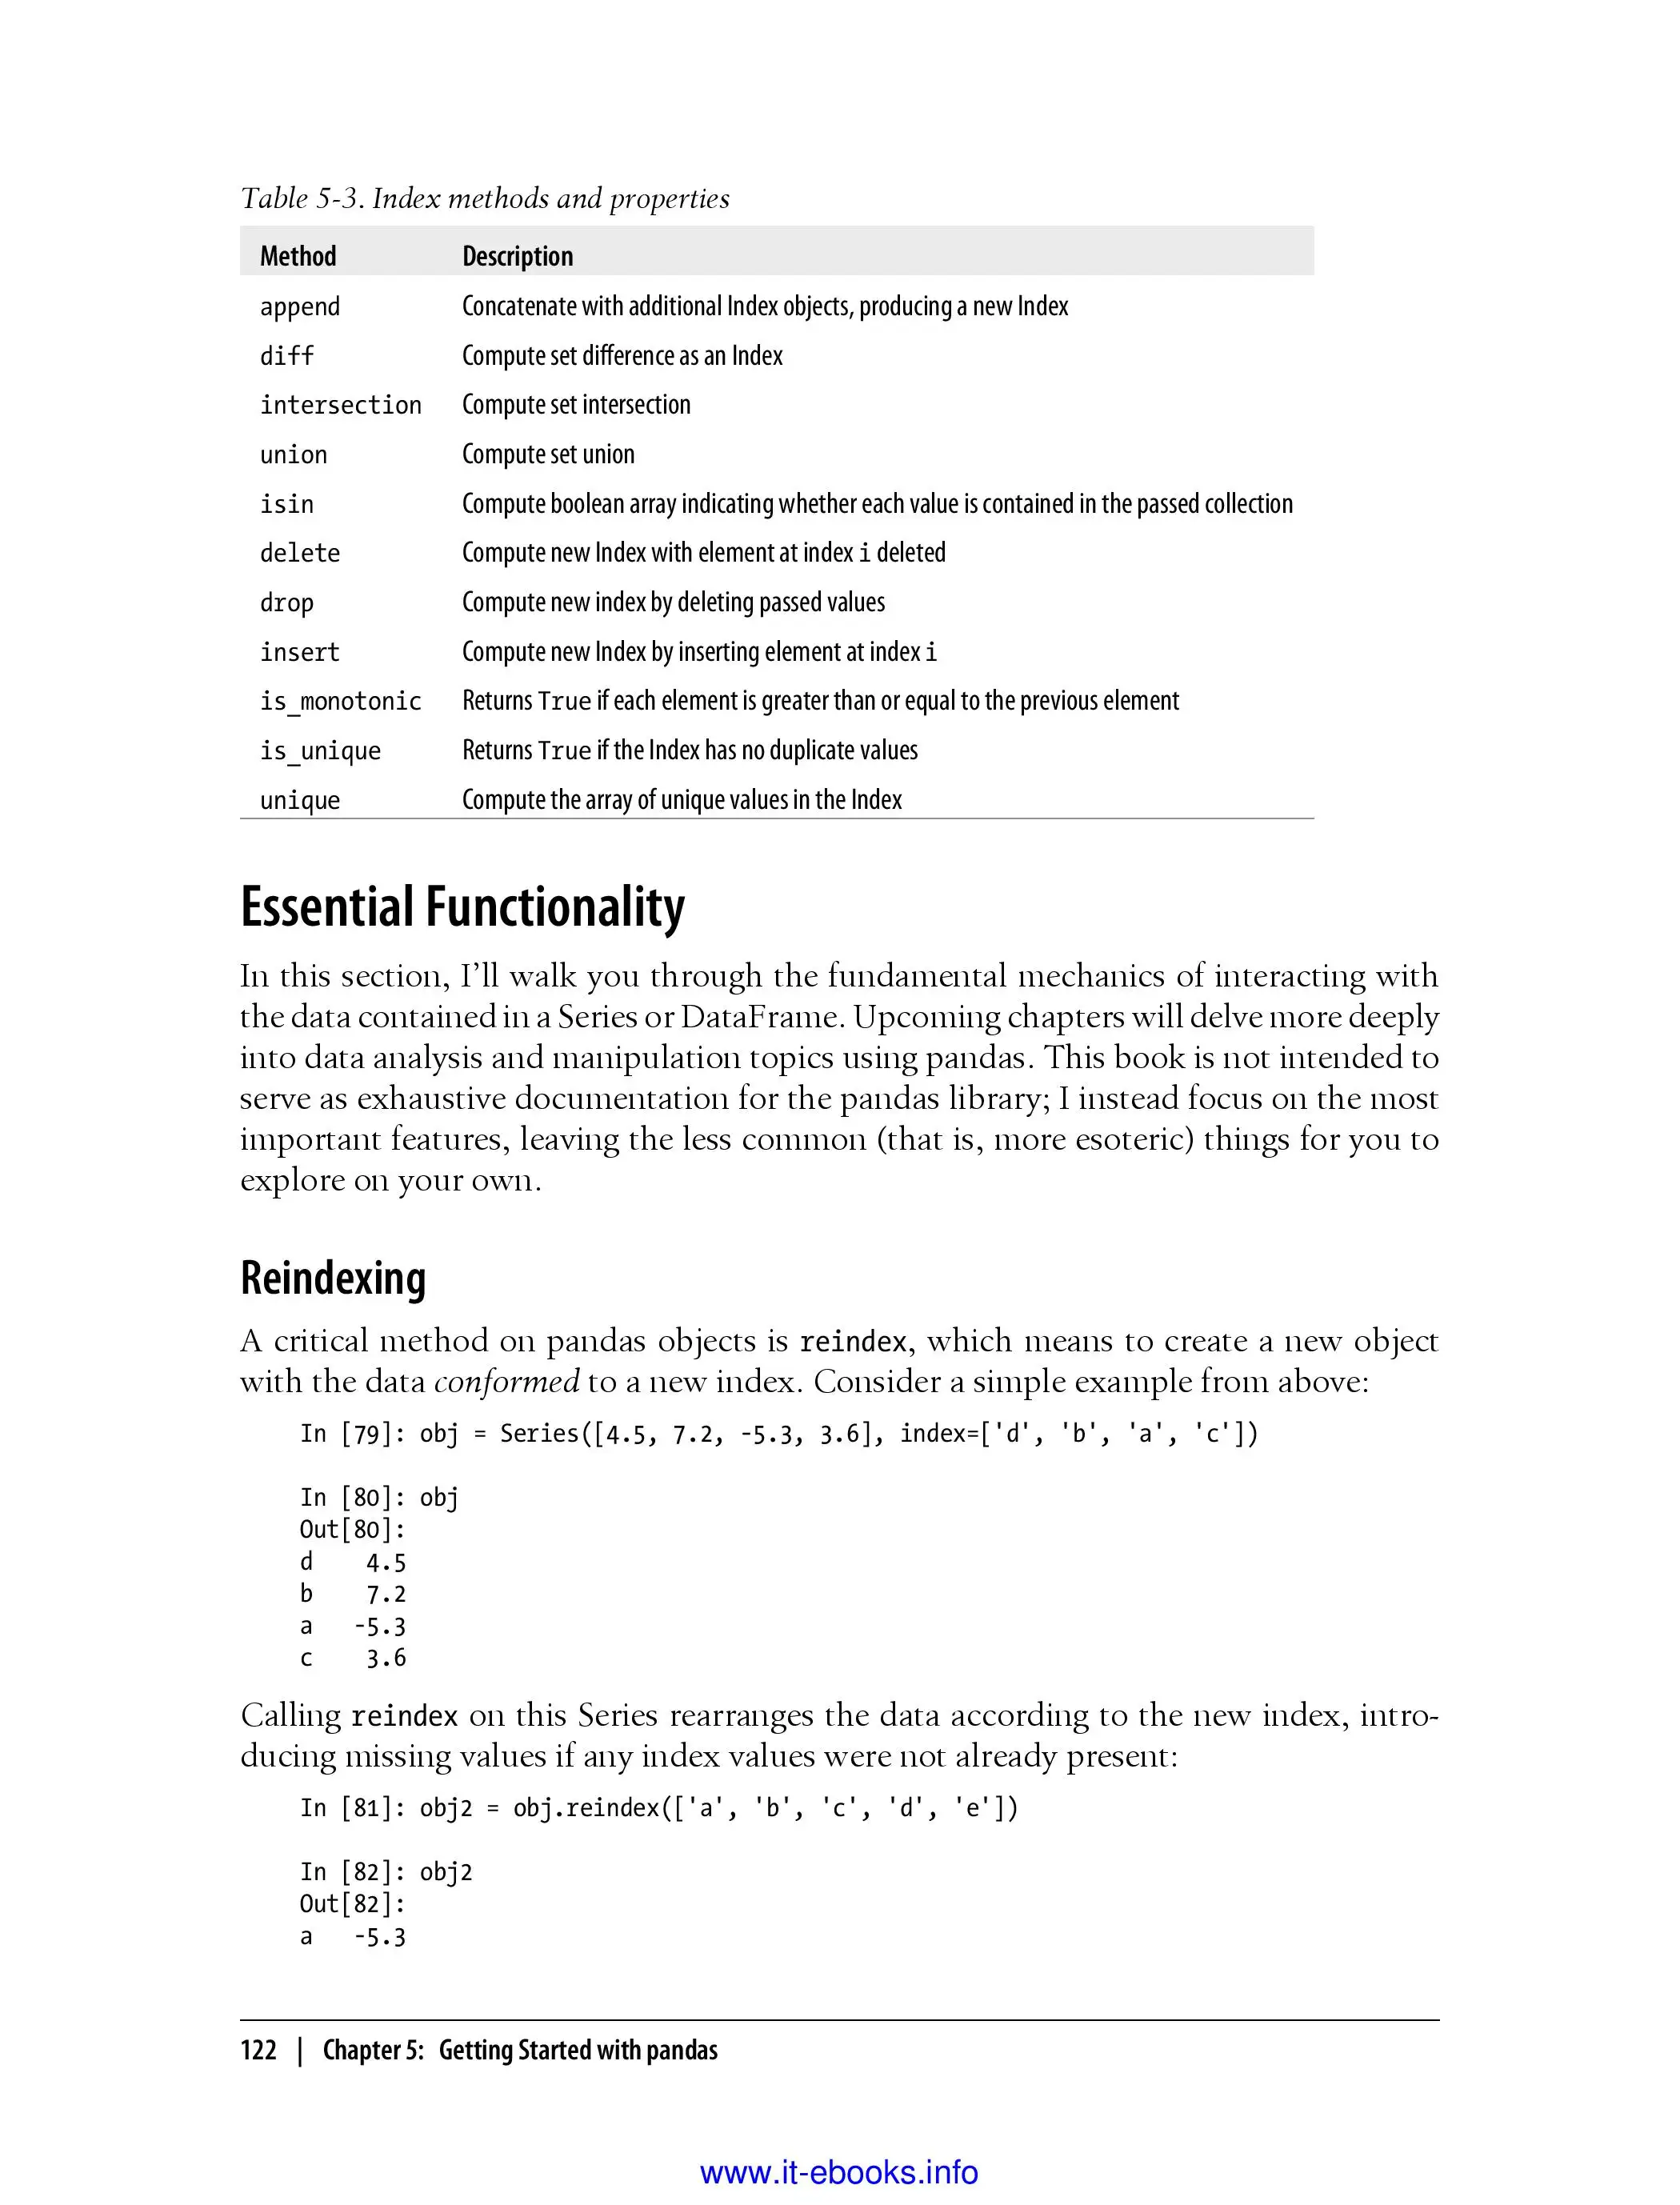 Table 5-3. Index methods and properties
Method Description
append Concatenate with additional Index objects, producing a new Index
diff Compute set difference as an Index
intersection Compute set intersection
union Compute set union
isin Compute boolean array indicating whether each value is contained in the passed collection
delete Compute new Index with element at index i deleted
drop Compute new index by deleting passed values
insert Compute new Index by inserting element at index i
is_monotonic Returns True if each element is greater than or equal to the previous element
is_unique Returns True if the Index has no duplicate values
unique Compute the array of unique values in the Index
Essential Functionality
In this section, I’ll walk you through the fundamental mechanics of interacting with
the data contained in a Series or DataFrame. Upcoming chapters will delve more deeply
into data analysis and manipulation topics using pandas. This book is not intended to
serve as exhaustive documentation for the pandas library; I instead focus on the most
important features, leaving the less common (that is, more esoteric) things for you to
explore on your own.
Reindexing
A critical method on pandas objects is reindex, which means to create a new object
with the data conformed to a new index. Consider a simple example from above:
In [79]: obj = Series([4.5, 7.2, -5.3, 3.6], index=['d', 'b', 'a', 'c'])
In [80]: obj
Out[80]:
d    4.5
b    7.2
a   -5.3
c    3.6
Calling reindex on this Series rearranges the data according to the new index, intro-
ducing missing values if any index values were not already present:
In [81]: obj2 = obj.reindex(['a', 'b', 'c', 'd', 'e'])
In [82]: obj2
Out[82]:
a   -5.3
122 | Chapter 5: Getting Started with pandas
www.it-ebooks.info